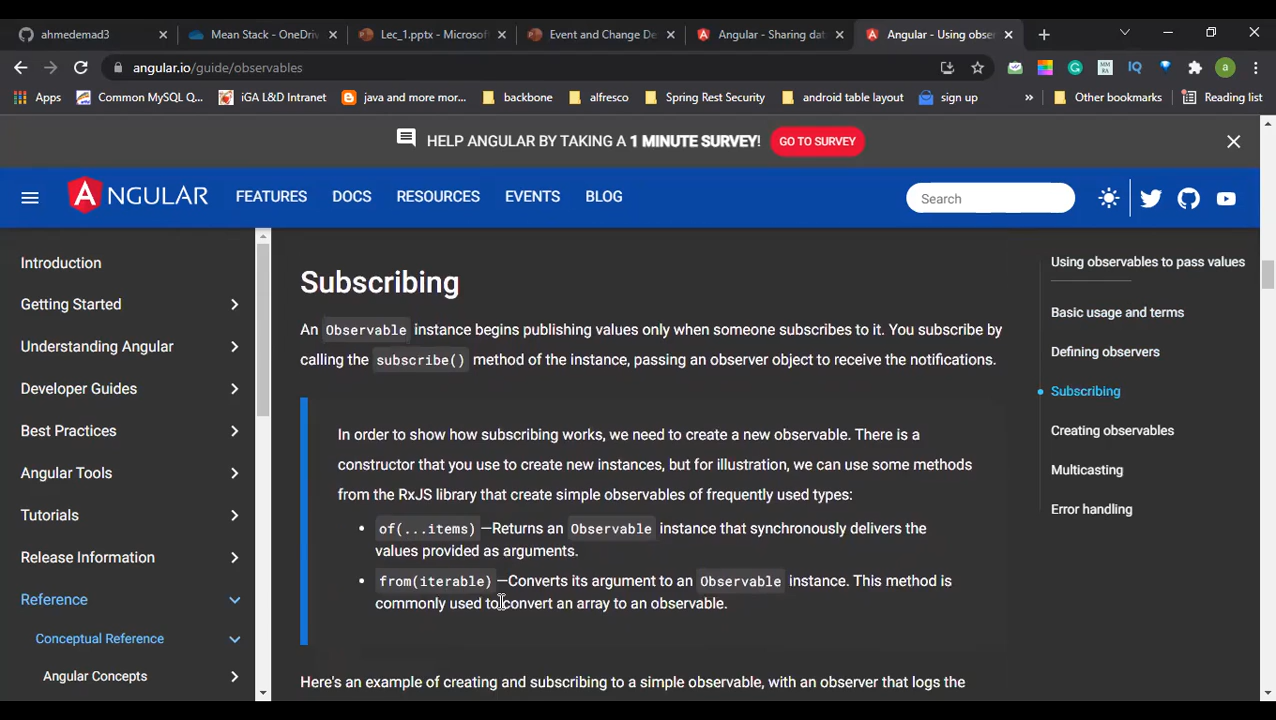 ahmedemad3
Mean Stack - OneDriv
Lec_1.pptx - Microsof
Event and Change De
Angular - Sharing dat
Angular - Using obse
angular.io/guide/observables
a
Apps
Common MySQL Q...
iGA L&D Intranet
java and more mor...
backbone
alfresco
Spring Rest Security
android table layout
sign up
»
Other bookmarks
Reading list
HELP ANGULAR BY TAKING A 1 MINUTE SURVEY!
GO TO SURVEY
ANGULAR
FEATURES
DOCS
RESOURCES
EVENTS
BLOG
Search
Introduction
Getting Started
Understanding Angular
Developer Guides
Best Practices
Angular Tools
Tutorials
Release Information
Reference
Conceptual Reference
Angular Concepts
Subscribing
An Observable instance begins publishing values only when someone subscribes to it. You subscribe by
calling the subscribe() method of the instance, passing an observer object to receive the notifications.
In order to show how subscribing works, we need to create a new observable. There is a
constructor that you use to create new instances, but for illustration, we can use some methods
from the RxJS library that create simple observables of frequently used types:
• of(...items)—Returns an Observable instance that synchronously delivers the
values provided as arguments.
• from(iterable)—Converts its argument to an Observable instance. This method is
commonly used to convert an array to an observable.
Here's an example of creating and subscribing to a simple observable, with an observer that logs the
Using observables to pass values
Basic usage and terms
Defining observers
Subscribing
Creating observables
Multicasting
Error handling